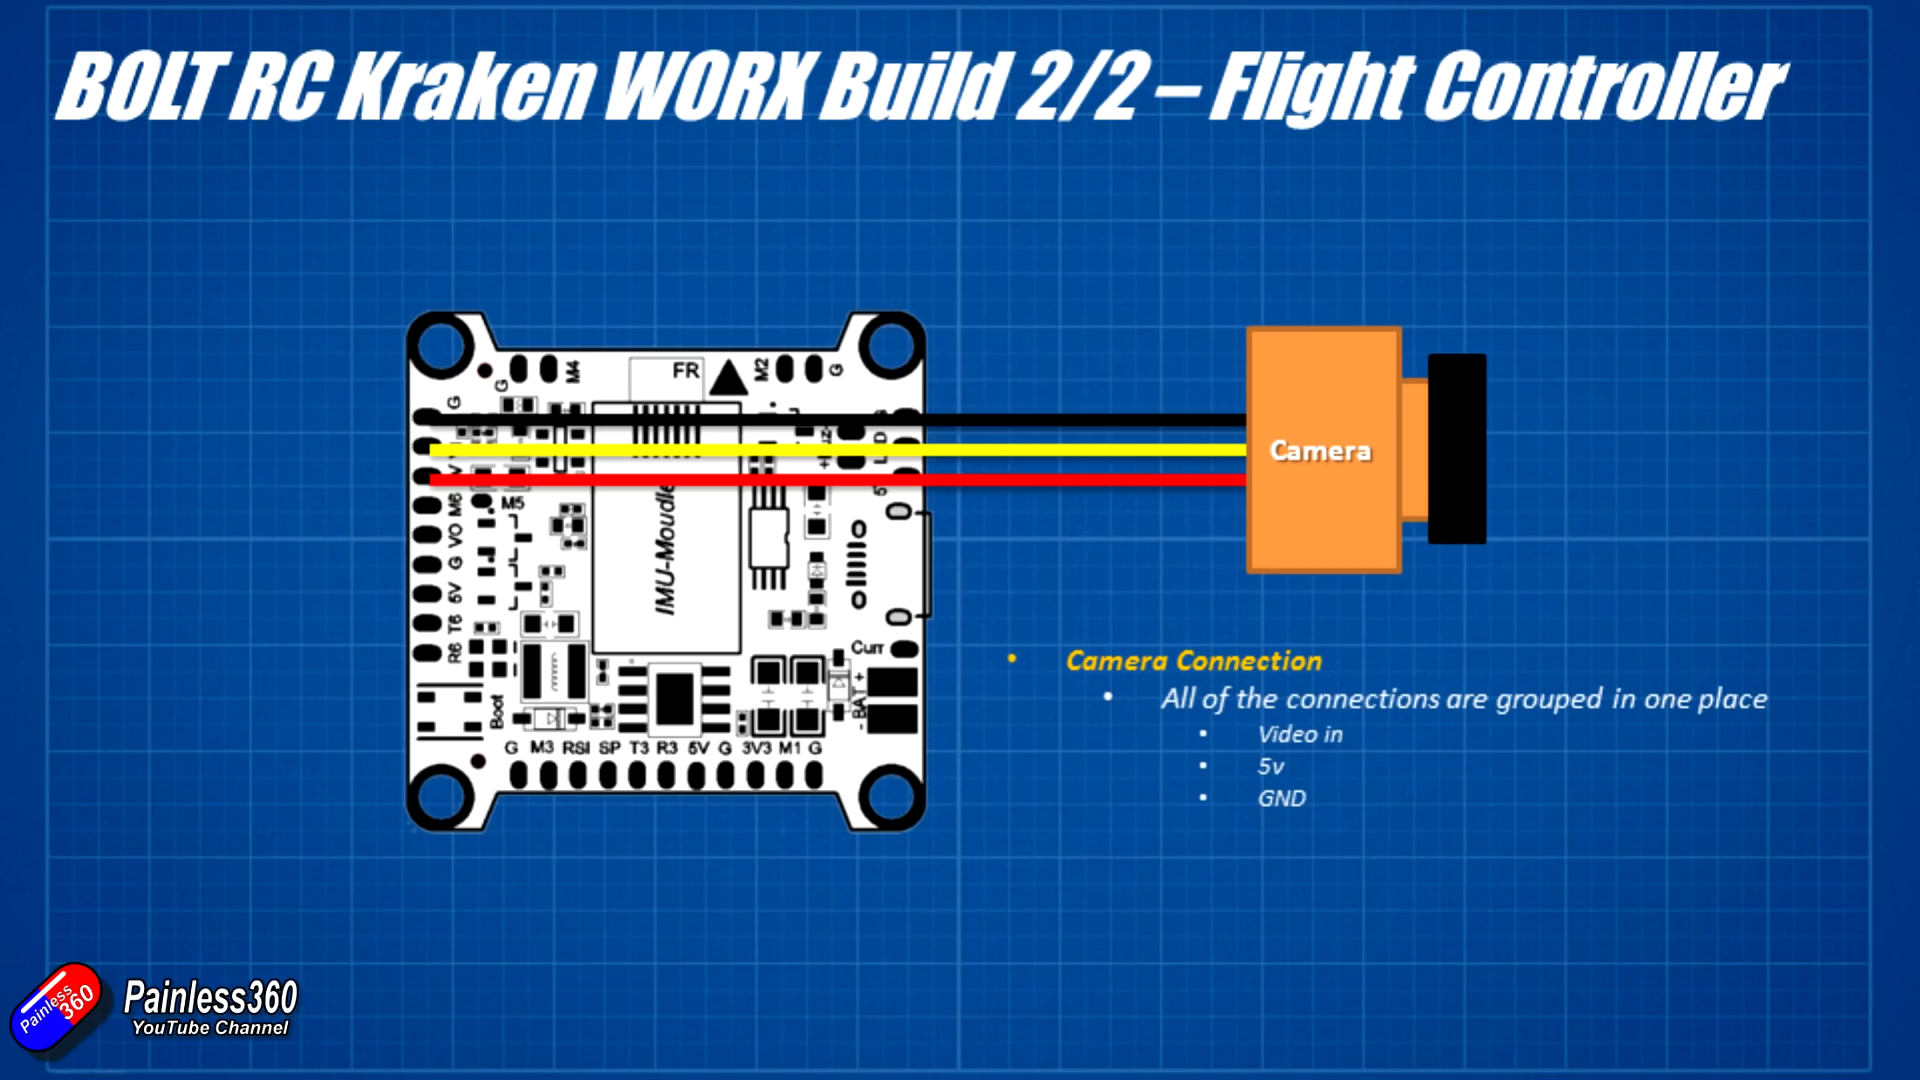 BOLT RC Kraken WORX Build 2/2 – Flight Controller
M4
FR
M2
G
G
G
M5
M6
VO
G
5V
T6
R6
IMU-Moudle
Curr
- BAT +
Boot
G M3 RSI SP T3 R3 5V G 3V3 M1 G
Camera
• Camera Connection
• All of the connections are grouped in one place
• Video in
• 5v
• GND
Painless
360
Painless360
YouTube Channel